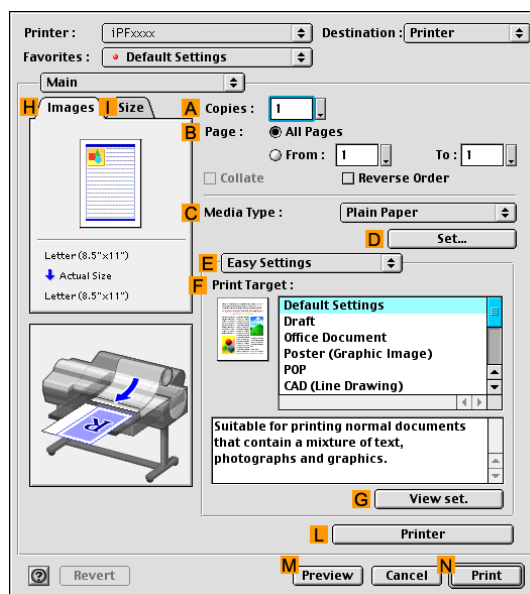 Printer : iPFxxxx Destination : Printer
Favorites : Default Settings
Main
H Images I Size
A Copies : 1
B Page : All Pages
From : 1 To : 1
Collate Reverse Order
C Media Type : Plain Paper
D Set...
Letter (8.5"x11")
Actual Size
Letter (8.5"x11")
E Easy Settings
F Print Target :
Default Settings
Draft
Office Document
Poster (Graphic Image)
POP
CAD (Line Drawing)
R
Suitable for printing normal documents
that contain a mixture of text,
photographs and graphics.
G View set.
L Printer
? Revert M Preview Cancel N Print